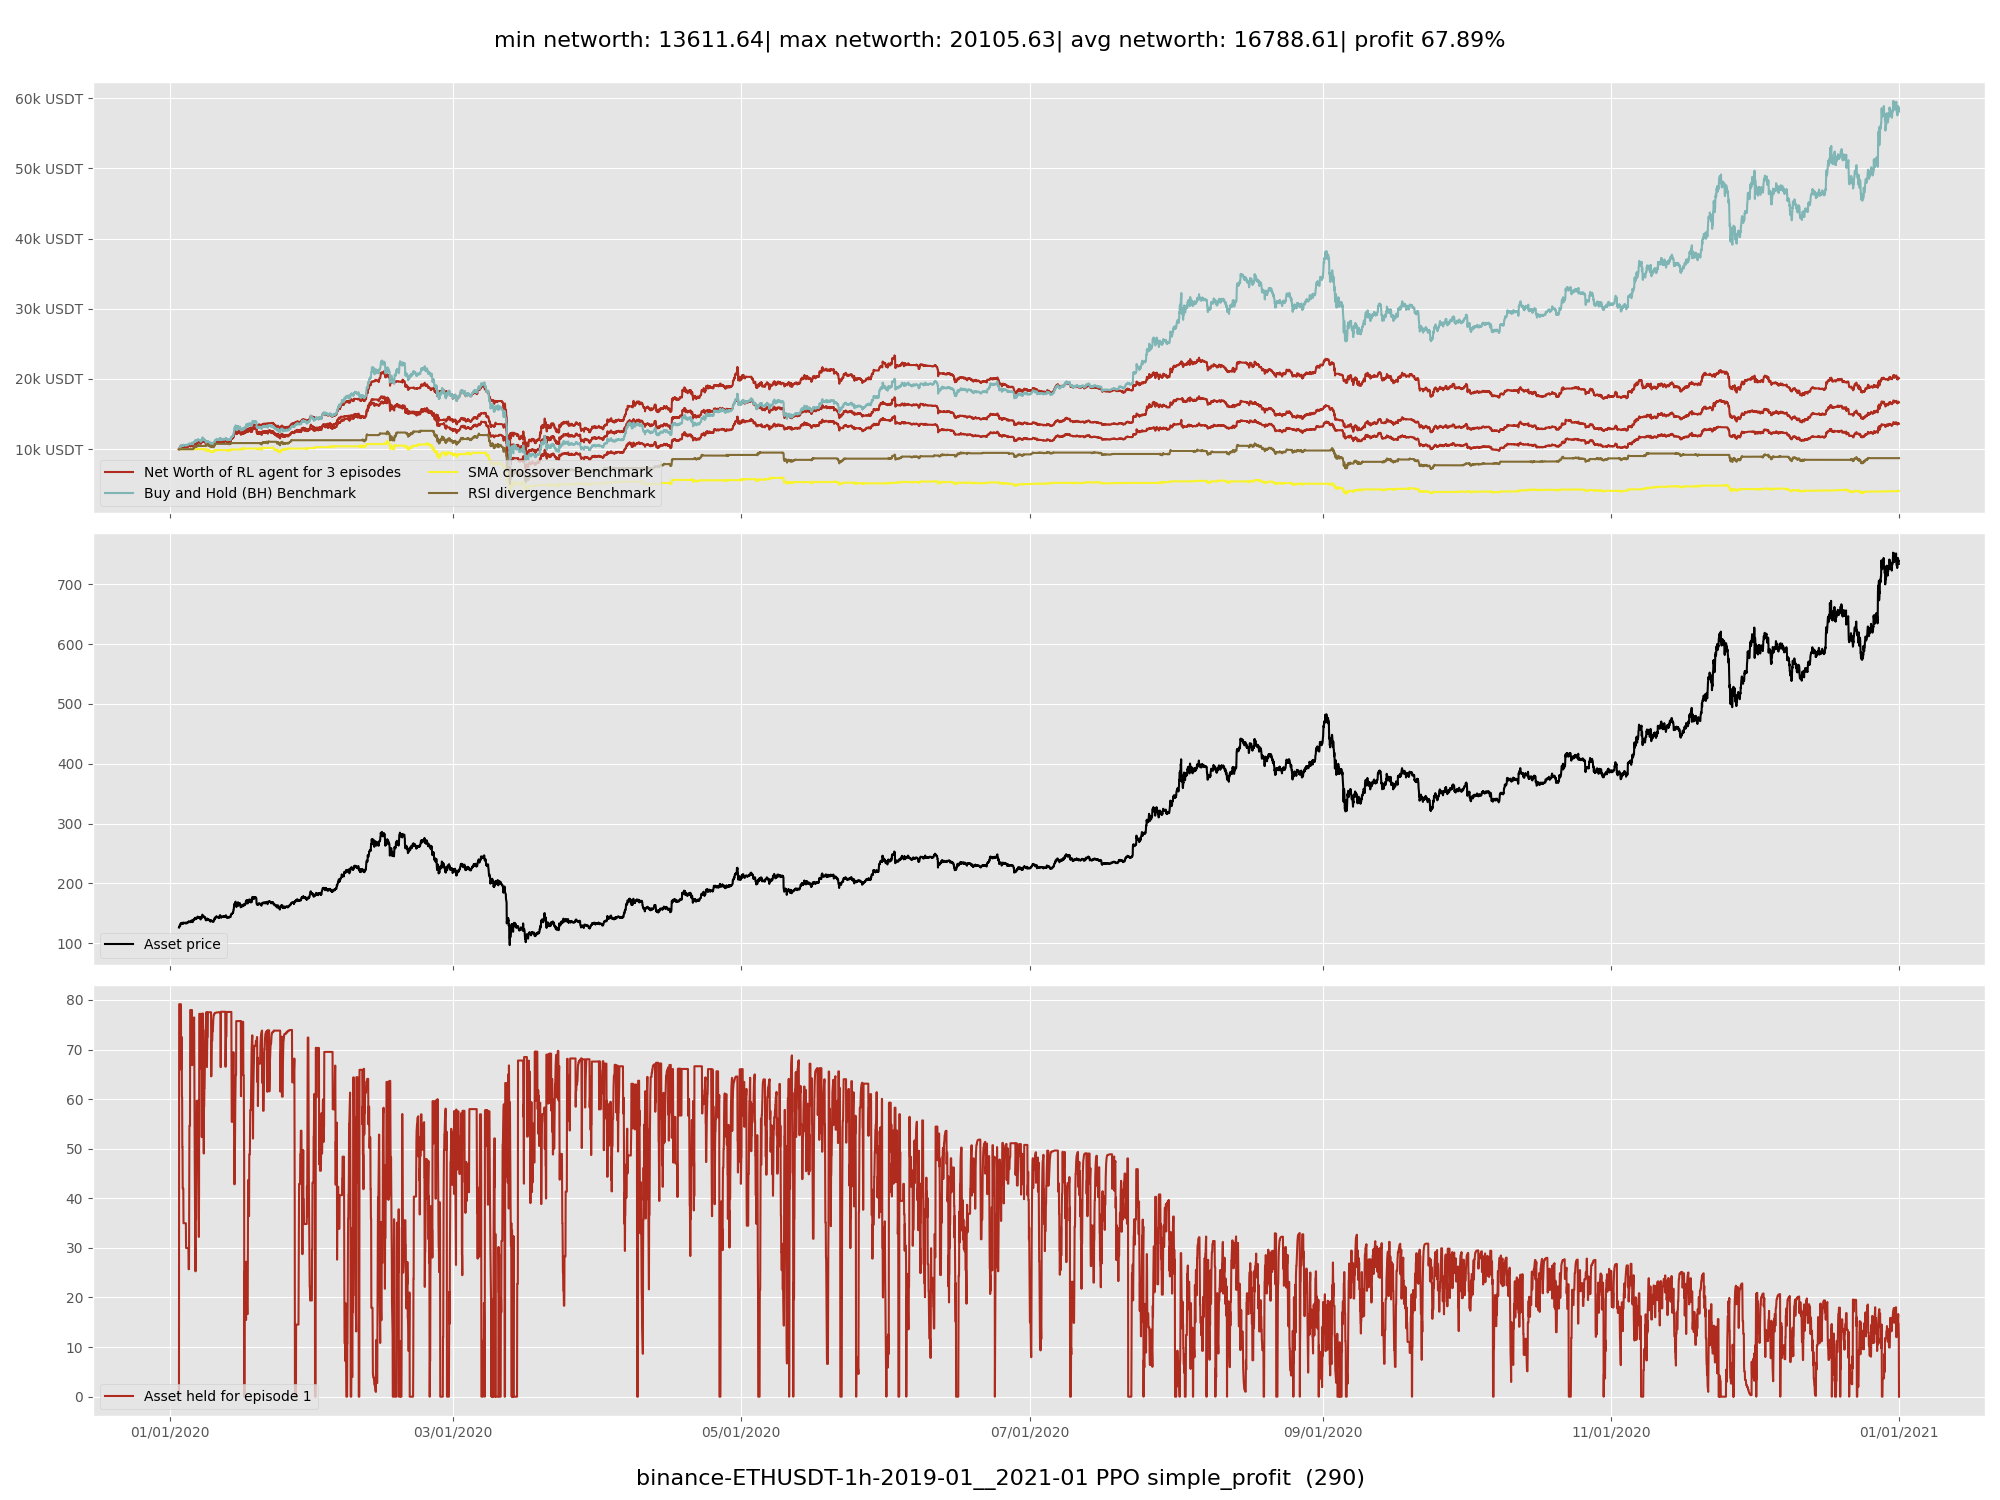 min networth: 13611.64| max networth: 20105.63| avg networth: 16788.61| profit 67.89%
60k USDT
50k USDT
40k USDT
30k USDT
20k USDT
10k USDT
Net Worth of RL agent for 3 episodes
Buy and Hold (BH) Benchmark
SMA crossover Benchmark
RSI divergence Benchmark
700
600
500
400
300
200
100
Asset price
80
70
60
50
40
30
20
10
0
Asset held for episode 1
01/01/2020 03/01/2020 05/01/2020 07/01/2020 09/01/2020 11/01/2020 01/01/2021
binance-ETHUSDT-1h-2019-01__2021-01 PPO simple_profit (290)